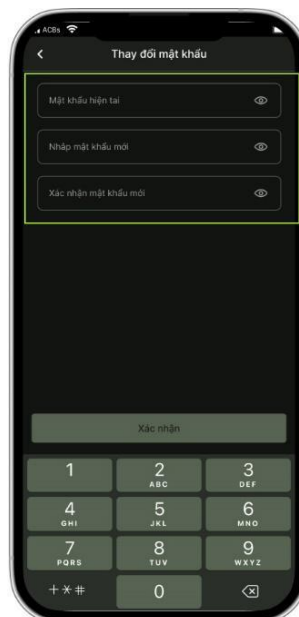 ACBs
Thay đổi mật khẩu
Mật khẩu hiện tại
Nhập mật khẩu mới
Xác nhận mật khẩu mới
Xác nhận
1 2 3
ABC DEF
4 5 6
GHI JKL MNO
7 8 9
PQRS TUV WXYZ
+ * # 0